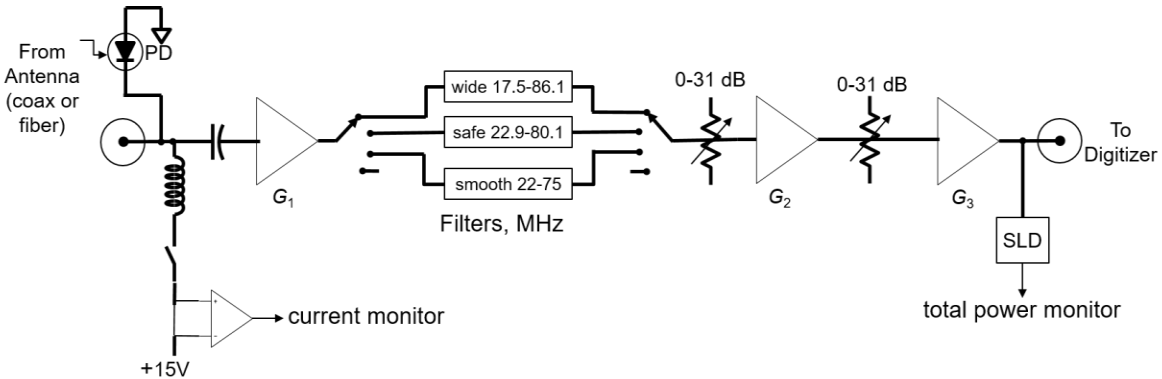 From
Antenna
(coax or
fiber)
PD
G1
wide 17.5-86.1
safe 22.9-80.1
smooth 22-75
Filters, MHz
0-31 dB
G2
0-31 dB
G3
To
Digitizer
SLD
total power monitor
+
-
current monitor
+15V